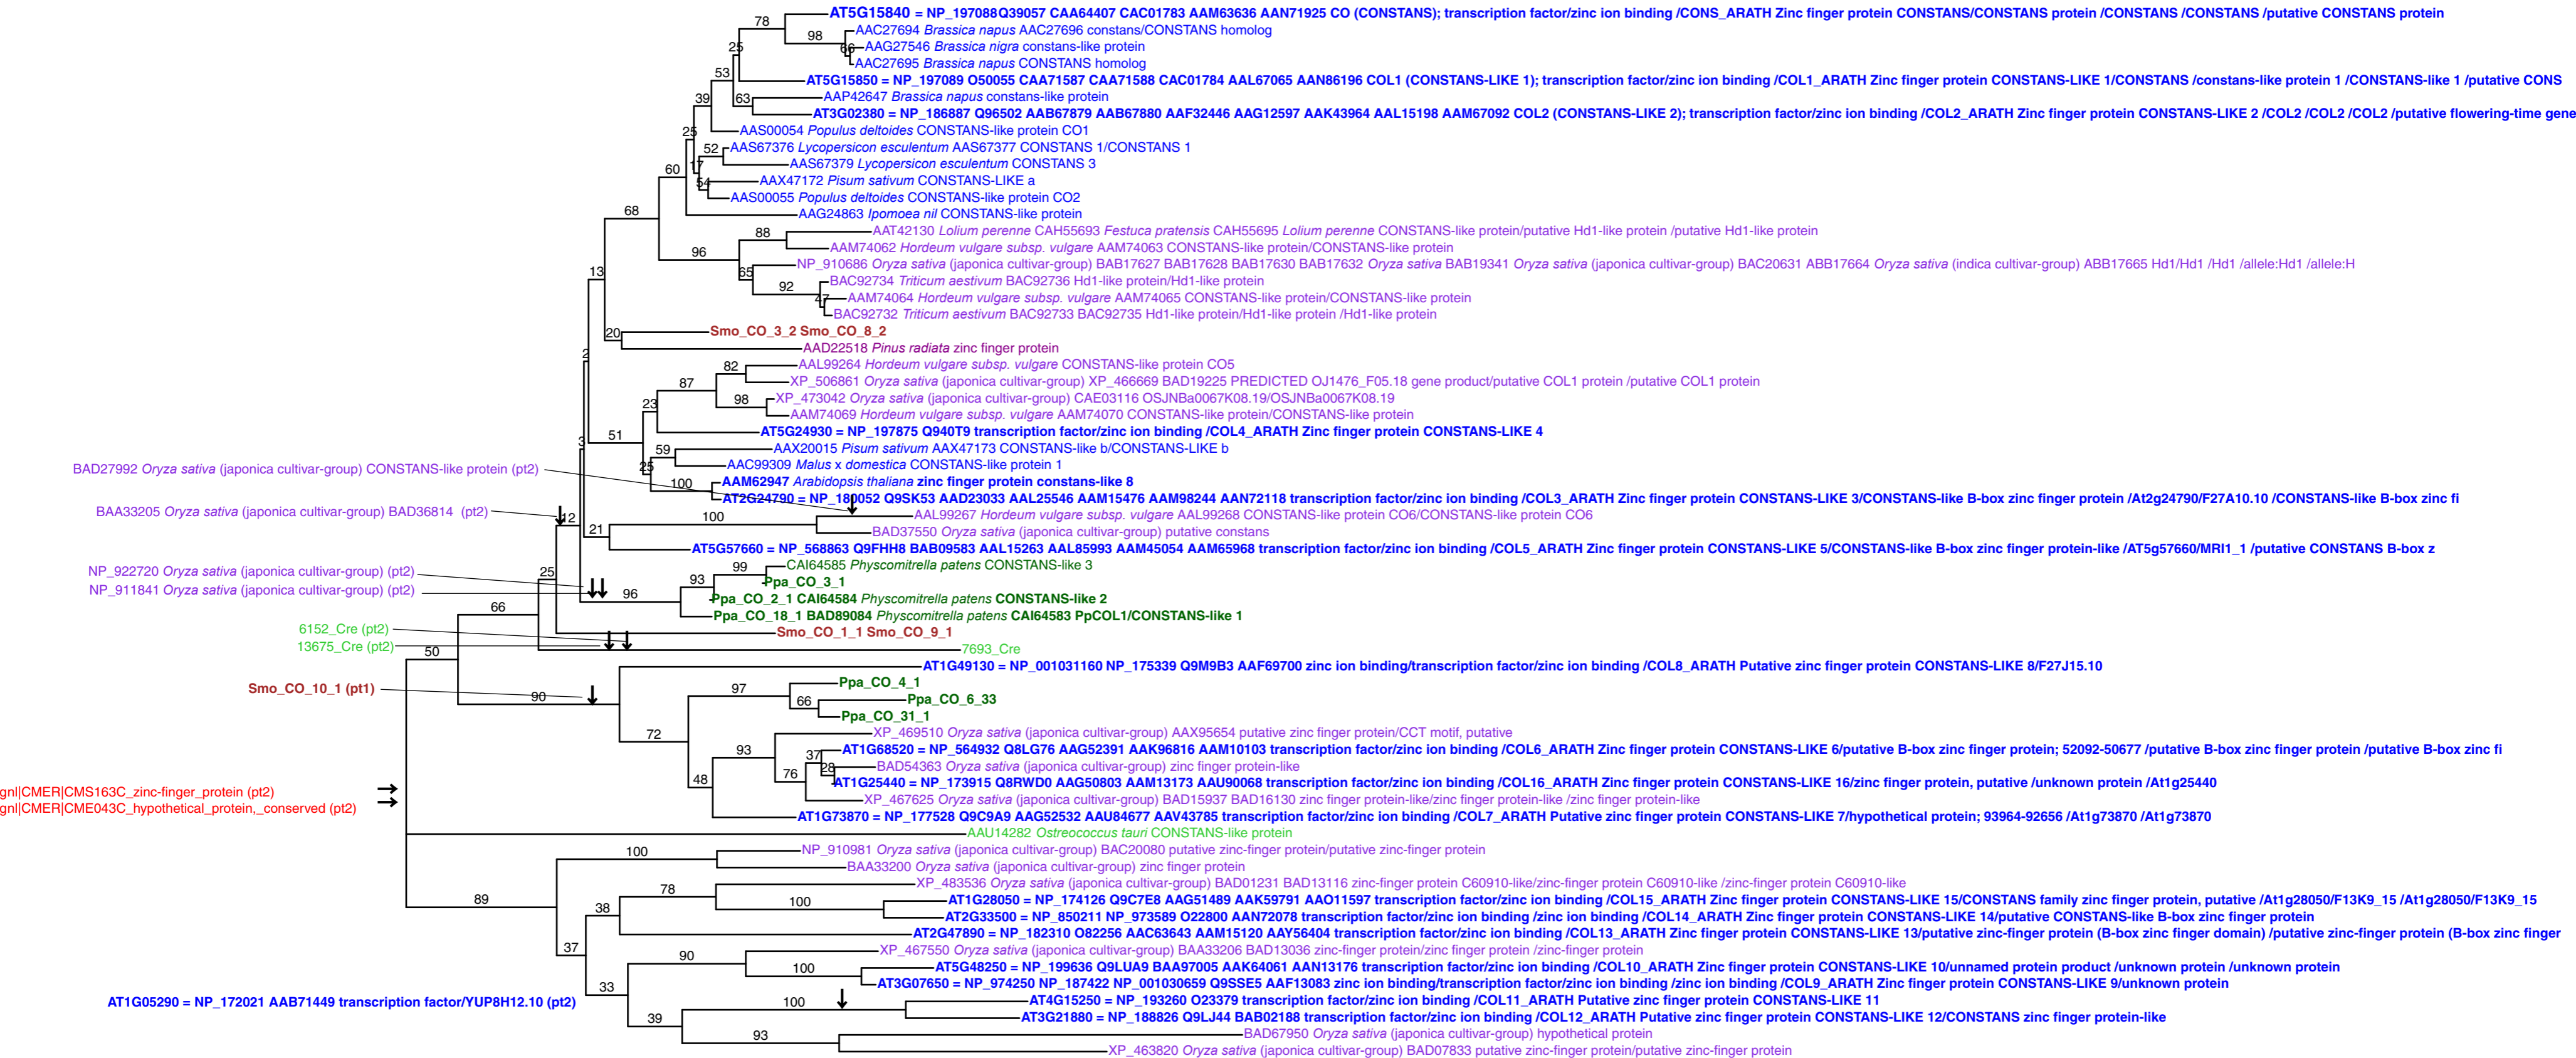 AT5G15840 = NP_197088Q39057 CAA64407 CAC01783 AAM63636 AAN71925 CO (CONSTANS); transcription factor/zinc ion binding /CONS_ARATH Zinc finger protein CONSTANS/CONSTANS protein /CONSTANS /CONSTANS /putative CONSTANS protein
78
AAC27694 Brassica napus AAC27696 constans/CONSTANS homolog
98
25
66
AAG27546 Brassica nigra constans-like protein
AAC27695 Brassica napus CONSTANS homolog
53
AT5G15850 = NP_197089 O50055 CAA71587 CAA71588 CAC01784 AAL67065 AAN86196 COL1 (CONSTANS-LIKE 1); transcription factor/zinc ion binding /COL1_ARATH Zinc finger protein CONSTANS-LIKE 1/CONSTANS /constans-like protein 1 /CONSTANS-like 1 /putative CONS
39
63
AAP42647 Brassica napus constans-like protein
AT3G02380 = NP_186887 Q96502 AAB67879 AAB67880 AAF32446 AAG12597 AAK43964 AAL15198 AAM67092 COL2 (CONSTANS-LIKE 2); transcription factor/zinc ion binding /COL2_ARATH Zinc finger protein CONSTANS-LIKE 2 /COL2 /COL2 /COL2 /putative flowering-time gene
25
AAS00054 Populus deltoides CONSTANS-like protein CO1
52
AAS67376 Lycopersicon esculentum AAS67377 CONSTANS 1/CONSTANS 1
60
17
AAS67379 Lycopersicon esculentum CONSTANS 3
54
AAX47172 Pisum sativum CONSTANS-LIKE a
AAS00055 Populus deltoides CONSTANS-like protein CO2
68
AAG24863 Ipomoea nil CONSTANS-like protein
88
AAT42130 Lolium perenne CAH55693 Festuca pratensis CAH55695 Lolium perenne CONSTANS-like protein/putative Hd1-like protein /putative Hd1-like protein
96
AAM74062 Hordeum vulgare subsp. vulgare AAM74063 CONSTANS-like protein/CONSTANS-like protein
13
65
NP_910686 Oryza sativa (japonica cultivar-group) BAB17627 BAB17628 BAB17630 BAB17632 Oryza sativa BAB19341 Oryza sativa (japonica cultivar-group) BAC20631 ABB17664 Oryza sativa (indica cultivar-group) ABB17665 Hd1/Hd1 /Hd1 /allele:Hd1 /allele:H
92
BAC92734 Triticum aestivum BAC92736 Hd1-like protein/Hd1-like protein
47
AAM74064 Hordeum vulgare subsp. vulgare AAM74065 CONSTANS-like protein/CONSTANS-like protein
BAC92732 Triticum aestivum BAC92733 BAC92735 Hd1-like protein/Hd1-like protein /Hd1-like protein
20
Smo_CO_3_2 Smo_CO_8_2
2
AAD22518 Pinus radiata zinc finger protein
82
AAL99264 Hordeum vulgare subsp. vulgare CONSTANS-like protein CO5
87
XP_506861 Oryza sativa (japonica cultivar-group) XP_466669 BAD19225 PREDICTED OJ1476_F05.18 gene product/putative COL1 protein /putative COL1 protein
23
98
XP_473042 Oryza sativa (japonica cultivar-group) CAE03116 OSJNBa0067K08.19/OSJNBa0067K08.19
AAM74069 Hordeum vulgare subsp. vulgare AAM74070 CONSTANS-like protein/CONSTANS-like protein
51
AT5G24930 = NP_197875 Q940T9 transcription factor/zinc ion binding /COL4_ARATH Zinc finger protein CONSTANS-LIKE 4
3
59
AAX20015 Pisum sativum AAX47173 CONSTANS-like b/CONSTANS-LIKE b
25
AAC99309 Malus x domestica CONSTANS-like protein 1
BAD27992 Oryza sativa (japonica cultivar-group) CONSTANS-like protein (pt2)
100
AAM62947 Arabidopsis thaliana zinc finger protein constans-like 8
AT2G24790 = NP_180052 Q9SK53 AAD23033 AAL25546 AAM15476 AAM98244 AAN72118 transcription factor/zinc ion binding /COL3_ARATH Zinc finger protein CONSTANS-LIKE 3/CONSTANS-like B-box zinc finger protein /At2g24790/F27A10.10 /CONSTANS-like B-box zinc fi
BAA33205 Oryza sativa (japonica cultivar-group) BAD36814 (pt2)
12
100
AAL99267 Hordeum vulgare subsp. vulgare AAL99268 CONSTANS-like protein CO6/CONSTANS-like protein CO6
21
BAD37550 Oryza sativa (japonica cultivar-group) putative constans
AT5G57660 = NP_568863 Q9FHH8 BAB09583 AAL15263 AAL85993 AAM45054 AAM65968 transcription factor/zinc ion binding /COL5_ARATH Zinc finger protein CONSTANS-LIKE 5/CONSTANS-like B-box zinc finger protein-like /AT5g57660/MRI1_1 /putative CONSTANS B-box z
NP_922720 Oryza sativa (japonica cultivar-group) (pt2)
25
99
CAI64585 Physcomitrella patens CONSTANS-like 3
93
Ppa_CO_3_1
NP_911841 Oryza sativa (japonica cultivar-group) (pt2)
96
Ppa_CO_2_1 CAI64584 Physcomitrella patens CONSTANS-like 2
66
Ppa_CO_18_1 BAD89084 Physcomitrella patens CAI64583 PpCOL1/CONSTANS-like 1
6152_Cre (pt2)
Smo_CO_1_1 Smo_CO_9_1
13675_Cre (pt2)
7693_Cre
50
AT1G49130 = NP_001031160 NP_175339 Q9M9B3 AAF69700 zinc ion binding/transcription factor/zinc ion binding /COL8_ARATH Putative zinc finger protein CONSTANS-LIKE 8/F27J15.10
Smo_CO_10_1 (pt1)
90
97
Ppa_CO_4_1
66
Ppa_CO_6_33
Ppa_CO_31_1
72
XP_469510 Oryza sativa (japonica cultivar-group) AAX95654 putative zinc finger protein/CCT motif, putative
93
37
AT1G68520 = NP_564932 Q8LG76 AAG52391 AAK96816 AAM10103 transcription factor/zinc ion binding /COL6_ARATH Zinc finger protein CONSTANS-LIKE 6/putative B-box zinc finger protein; 52092-50677 /putative B-box zinc finger protein /putative B-box zinc fi
28
BAD54363 Oryza sativa (japonica cultivar-group) zinc finger protein-like
48
76
AT1G25440 = NP_173915 Q8RWD0 AAG50803 AAM13173 AAU90068 transcription factor/zinc ion binding /COL16_ARATH Zinc finger protein CONSTANS-LIKE 16/zinc finger protein, putative /unknown protein /At1g25440
gnl|CMER|CMS163C_zinc-finger_protein (pt2)
XP_467625 Oryza sativa (japonica cultivar-group) BAD15937 BAD16130 zinc finger protein-like/zinc finger protein-like /zinc finger protein-like
gnl|CMER|CME043C_hypothetical_protein,_conserved (pt2)
AT1G73870 = NP_177528 Q9C9A9 AAG52532 AAU84677 AAV43785 transcription factor/zinc ion binding /COL7_ARATH Putative zinc finger protein CONSTANS-LIKE 7/hypothetical protein; 93964-92656 /At1g73870 /At1g73870
AAU14282 Ostreococcus tauri CONSTANS-like protein
100
NP_910981 Oryza sativa (japonica cultivar-group) BAC20080 putative zinc-finger protein/putative zinc-finger protein
BAA33200 Oryza sativa (japonica cultivar-group) zinc finger protein
89
78
XP_483536 Oryza sativa (japonica cultivar-group) BAD01231 BAD13116 zinc-finger protein C60910-like/zinc-finger protein C60910-like /zinc-finger protein C60910-like
38
100
AT1G28050 = NP_174126 Q9C7E8 AAG51489 AAK59791 AAO11597 transcription factor/zinc ion binding /COL15_ARATH Zinc finger protein CONSTANS-LIKE 15/CONSTANS family zinc finger protein, putative /At1g28050/F13K9_15 /At1g28050/F13K9_15
AT2G33500 = NP_850211 NP_973589 O22800 AAN72078 transcription factor/zinc ion binding /zinc ion binding /COL14_ARATH Zinc finger protein CONSTANS-LIKE 14/putative CONSTANS-like B-box zinc finger protein
AT2G47890 = NP_182310 O82256 AAC63643 AAM15120 AAY56404 transcription factor/zinc ion binding /COL13_ARATH Zinc finger protein CONSTANS-LIKE 13/putative zinc-finger protein (B-box zinc finger domain) /putative zinc-finger protein (B-box zinc finger
37
90
XP_467550 Oryza sativa (japonica cultivar-group) BAA33206 BAD13036 zinc-finger protein/zinc finger protein /zinc-finger protein
100
AT5G48250 = NP_199636 Q9LUA9 BAA97005 AAK64061 AAN13176 transcription factor/zinc ion binding /COL10_ARATH Zinc finger protein CONSTANS-LIKE 10/unnamed protein product /unknown protein /unknown protein
33
AT3G07650 = NP_974250 NP_187422 NP_001030659 Q9SSE5 AAF13083 zinc ion binding/transcription factor/zinc ion binding /zinc ion binding /COL9_ARATH Zinc finger protein CONSTANS-LIKE 9/unknown protein
AT1G05290 = NP_172021 AAB71449 transcription factor/YUP8H12.10 (pt2)
100
AT4G15250 = NP_193260 O23379 transcription factor/zinc ion binding /COL11_ARATH Putative zinc finger protein CONSTANS-LIKE 11
39
AT3G21880 = NP_188826 Q9LJ44 BAB02188 transcription factor/zinc ion binding /COL12_ARATH Putative zinc finger protein CONSTANS-LIKE 12/CONSTANS zinc finger protein-like
93
BAD67950 Oryza sativa (japonica cultivar-group) hypothetical protein
XP_463820 Oryza sativa (japonica cultivar-group) BAD07833 putative zinc-finger protein/putative zinc-finger protein